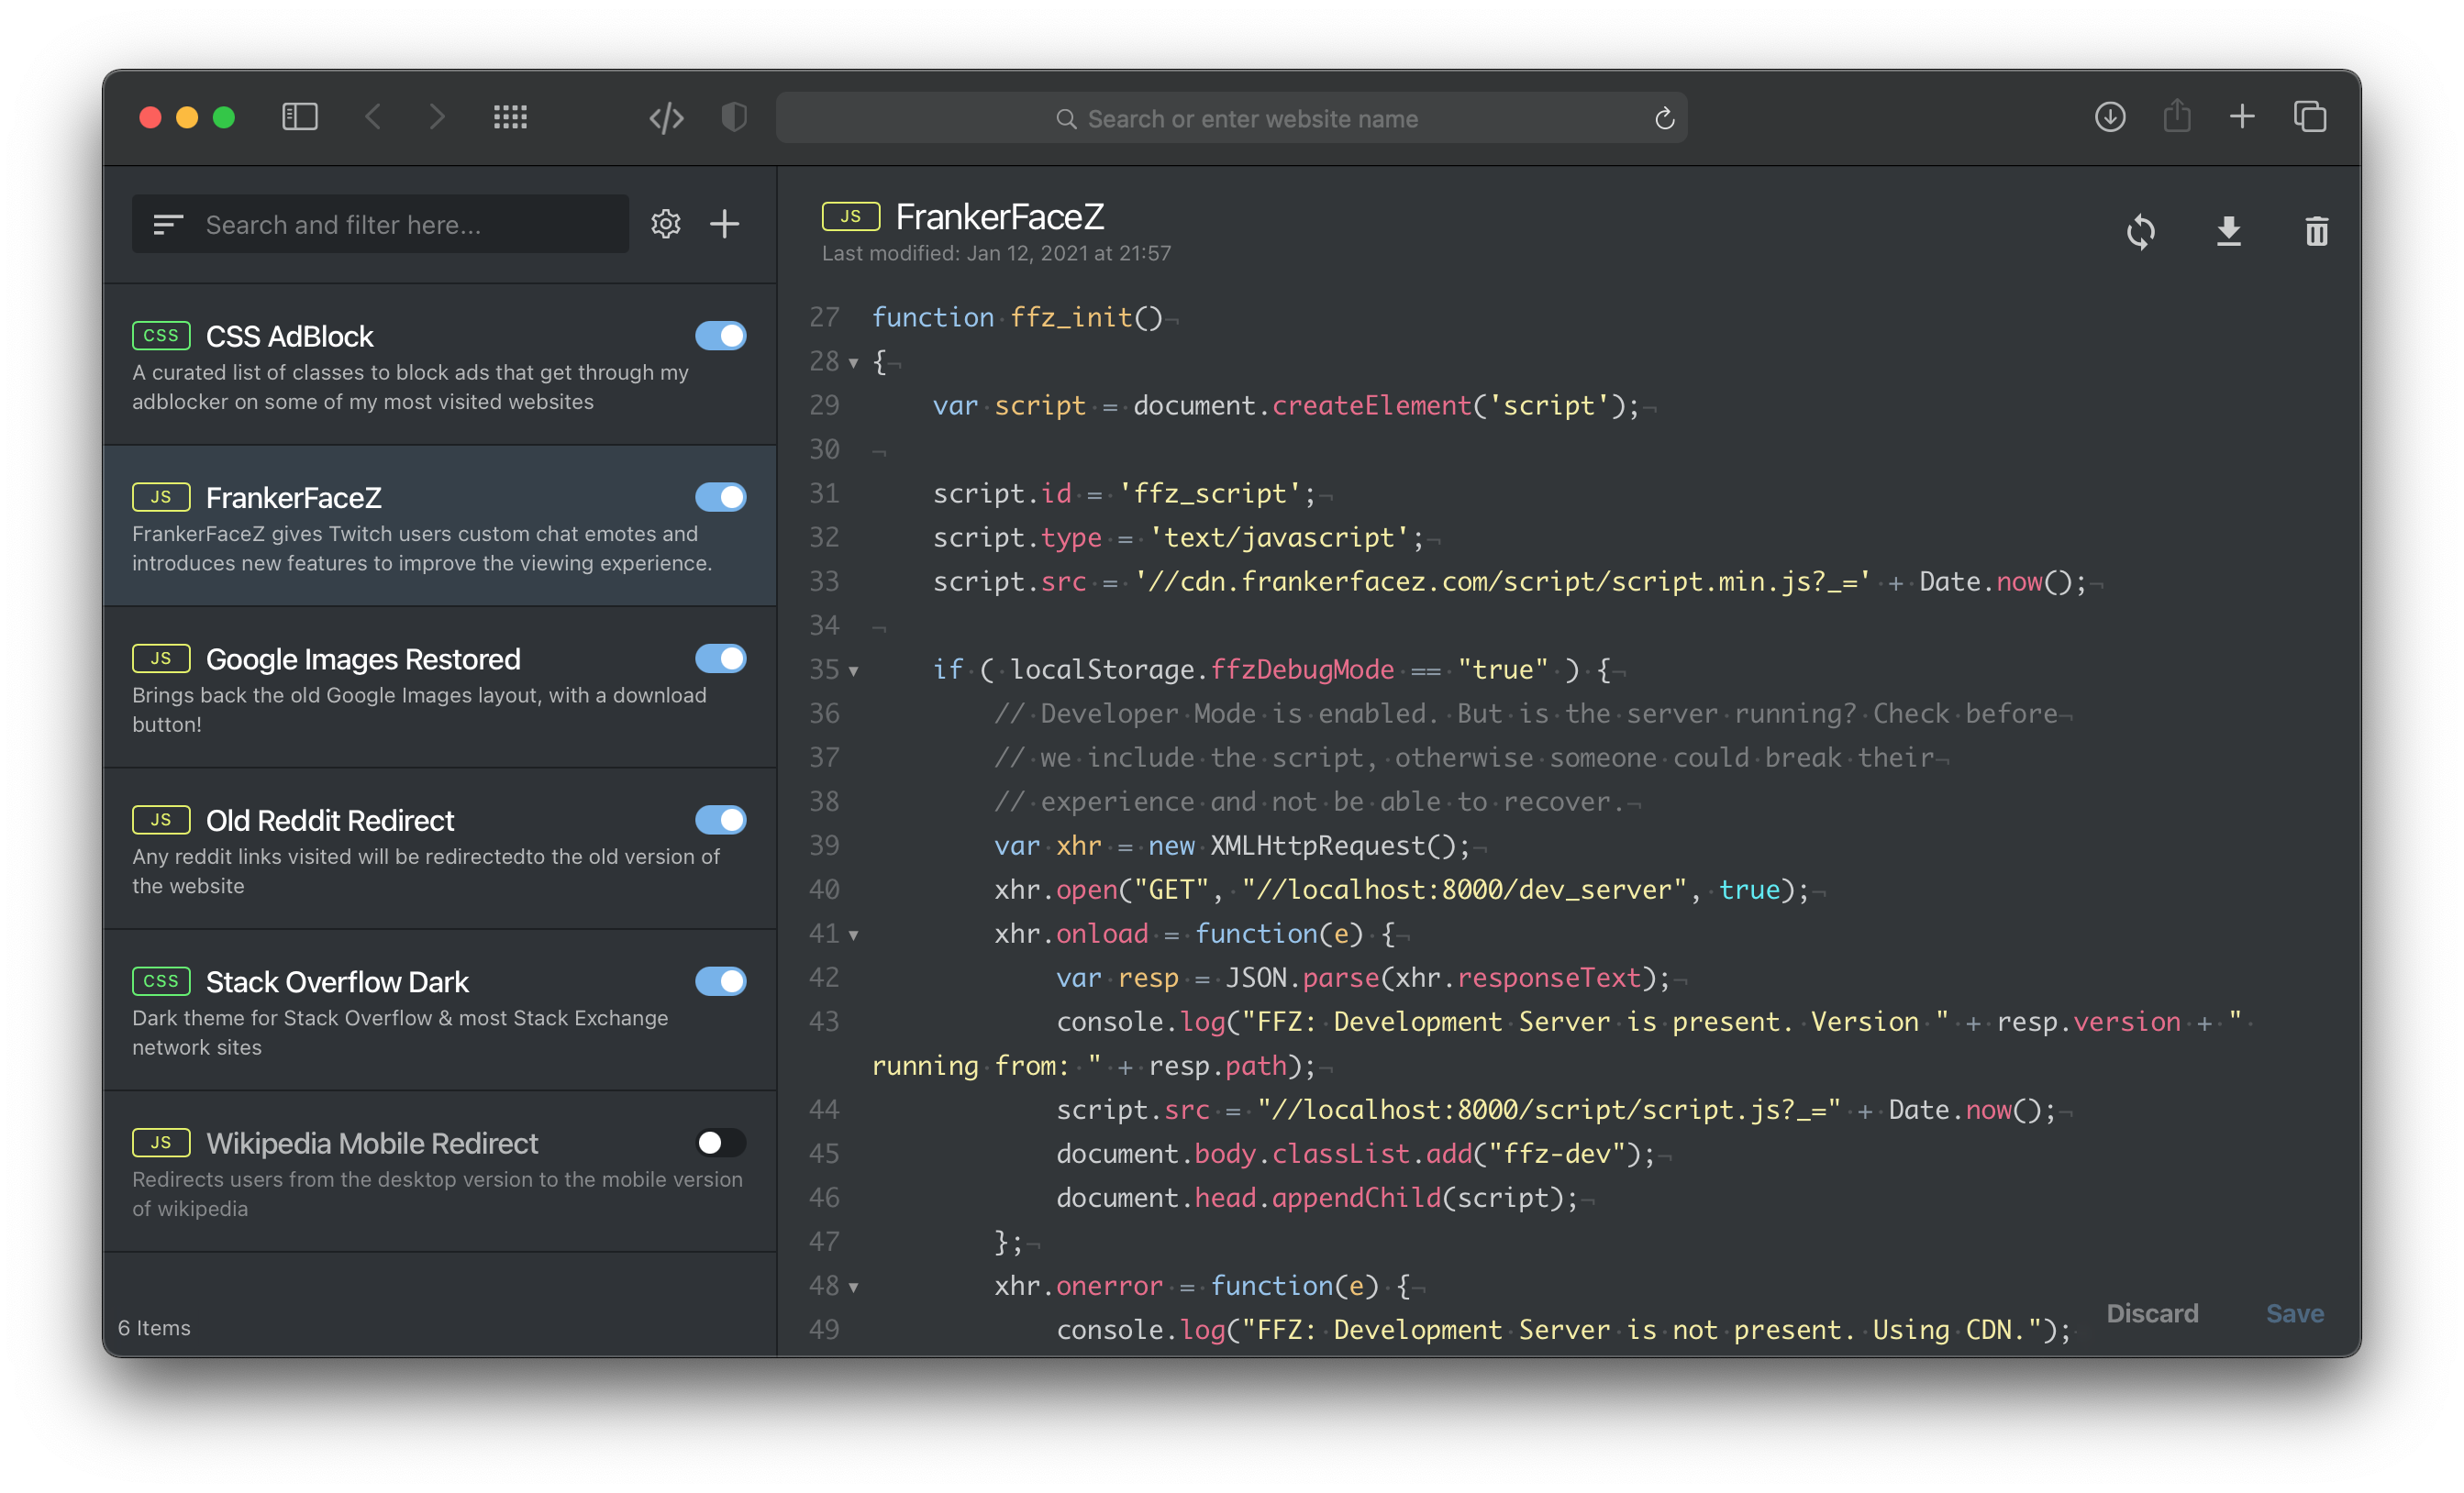 Search or enter website name
Search and filter here...
CSS CSS AdBlock
A curated list of classes to block ads that get through my
adblocker on some of my most visited websites
JS FrankerFaceZ
FrankerFaceZ gives Twitch users custom chat emotes and
introduces new features to improve the viewing experience.
JS Google Images Restored
Brings back the old Google Images layout, with a download
button!
JS Old Reddit Redirect
Any reddit links visited will be redirectedto the old version of
the website
CSS Stack Overflow Dark
Dark theme for Stack Overflow & most Stack Exchange
network sites
JS Wikipedia Mobile Redirect
Redirects users from the desktop version to the mobile version
of wikipedia
6 Items
JS FrankerFaceZ
Last modified: Jan 12, 2021 at 21:57
27 function ffz_init()
28 {
29 var script = document.createElement('script');
30
31 script.id = 'ffz_script';
32 script.type = 'text/javascript';
33 script.src = '//cdn.frankerfacez.com/script/script.min.js?_=' + Date.now();
34
35 if ( localStorage.ffzDebugMode == "true" ) {
36 // Developer Mode is enabled. But is the server running? Check before
37 // we include the script, otherwise someone could break their
38 // experience and not be able to recover.
39 var xhr = new XMLHttpRequest();
40 xhr.open("GET", "//localhost:8000/dev_server", true);
41 xhr.onload = function(e) {
42 var resp = JSON.parse(xhr.responseText);
43 console.log("FFZ: Development Server is present. Version " + resp.version + "
running from: " + resp.path);
44 script.src = "//localhost:8000/script/script.js?_=" + Date.now();
45 document.body.classList.add("ffz-dev");
46 document.head.appendChild(script);
47 };
48 xhr.onerror = function(e) {
49 console.log("FFZ: Development Server is not present. Using CDN.");
Discard Save